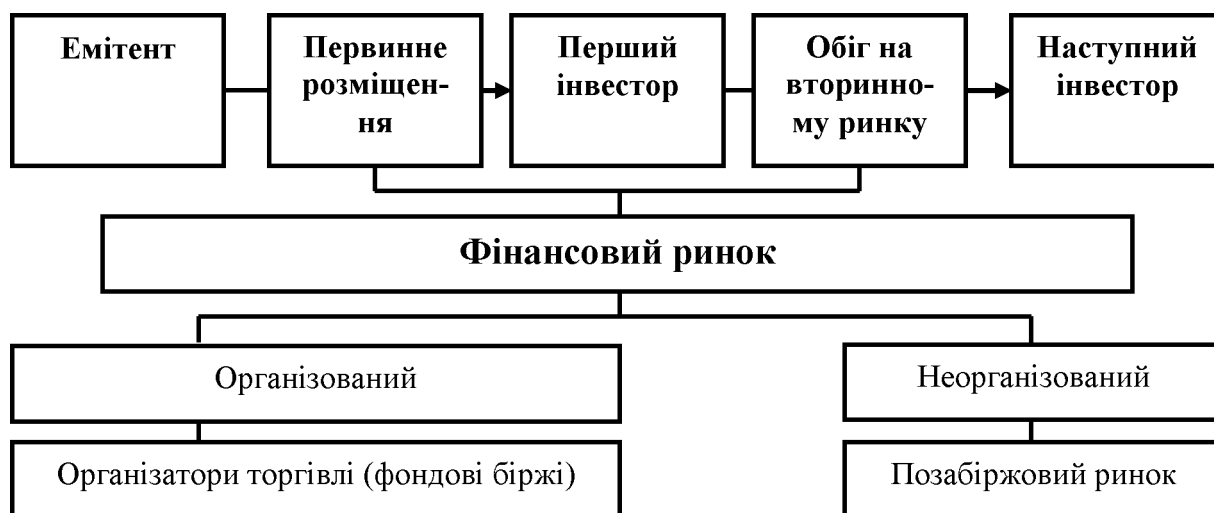 Емітент
Первинне
розміщен-
ня
Перший
інвестор
Обіг на
вторинно-
му ринку
Наступний
інвестор
Фінансовий ринок
Організований
Неорганізований
Організатори торгівлі (фондові біржі)
Позабіржовий ринок